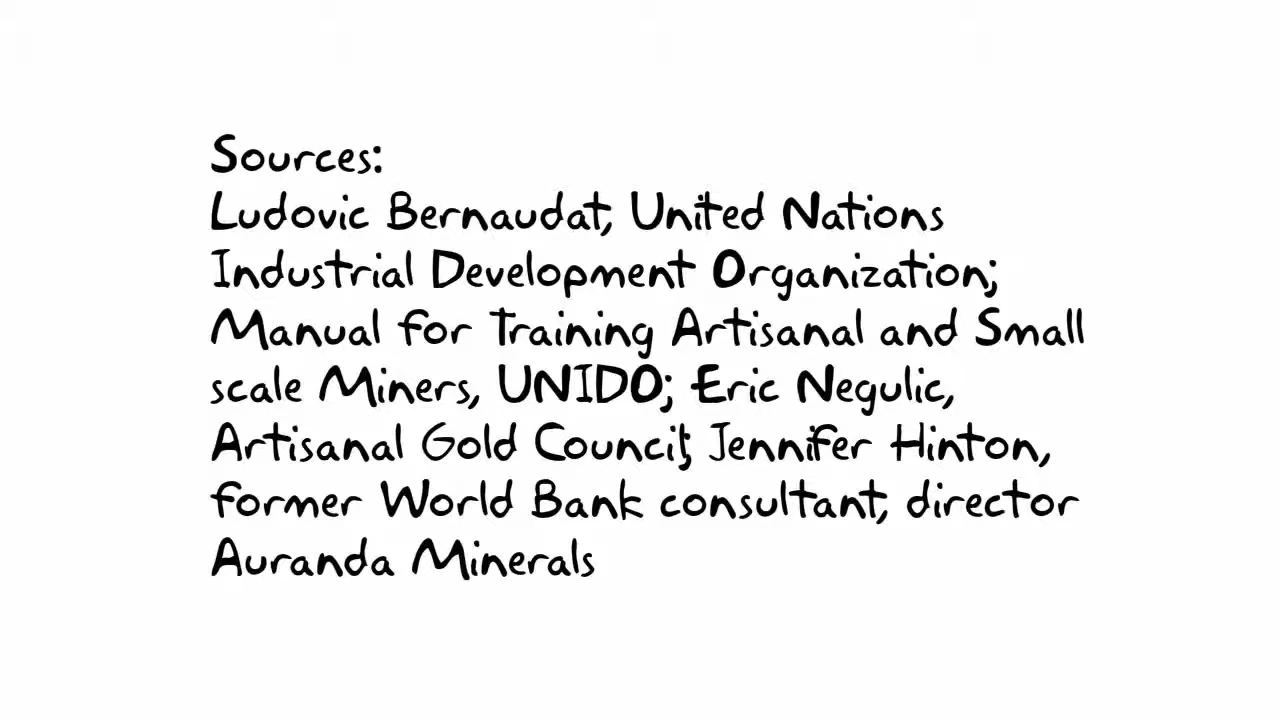 Sources:
Ludovic Bernaudat, United Nations
Industrial Development Organization;
Manual for Training Artisanal and Small
scale Miners, UNIDO; Eric Negulic,
Artisanal Gold Council; Jennifer Hinton,
former World Bank consultant, director
Auranda Minerals